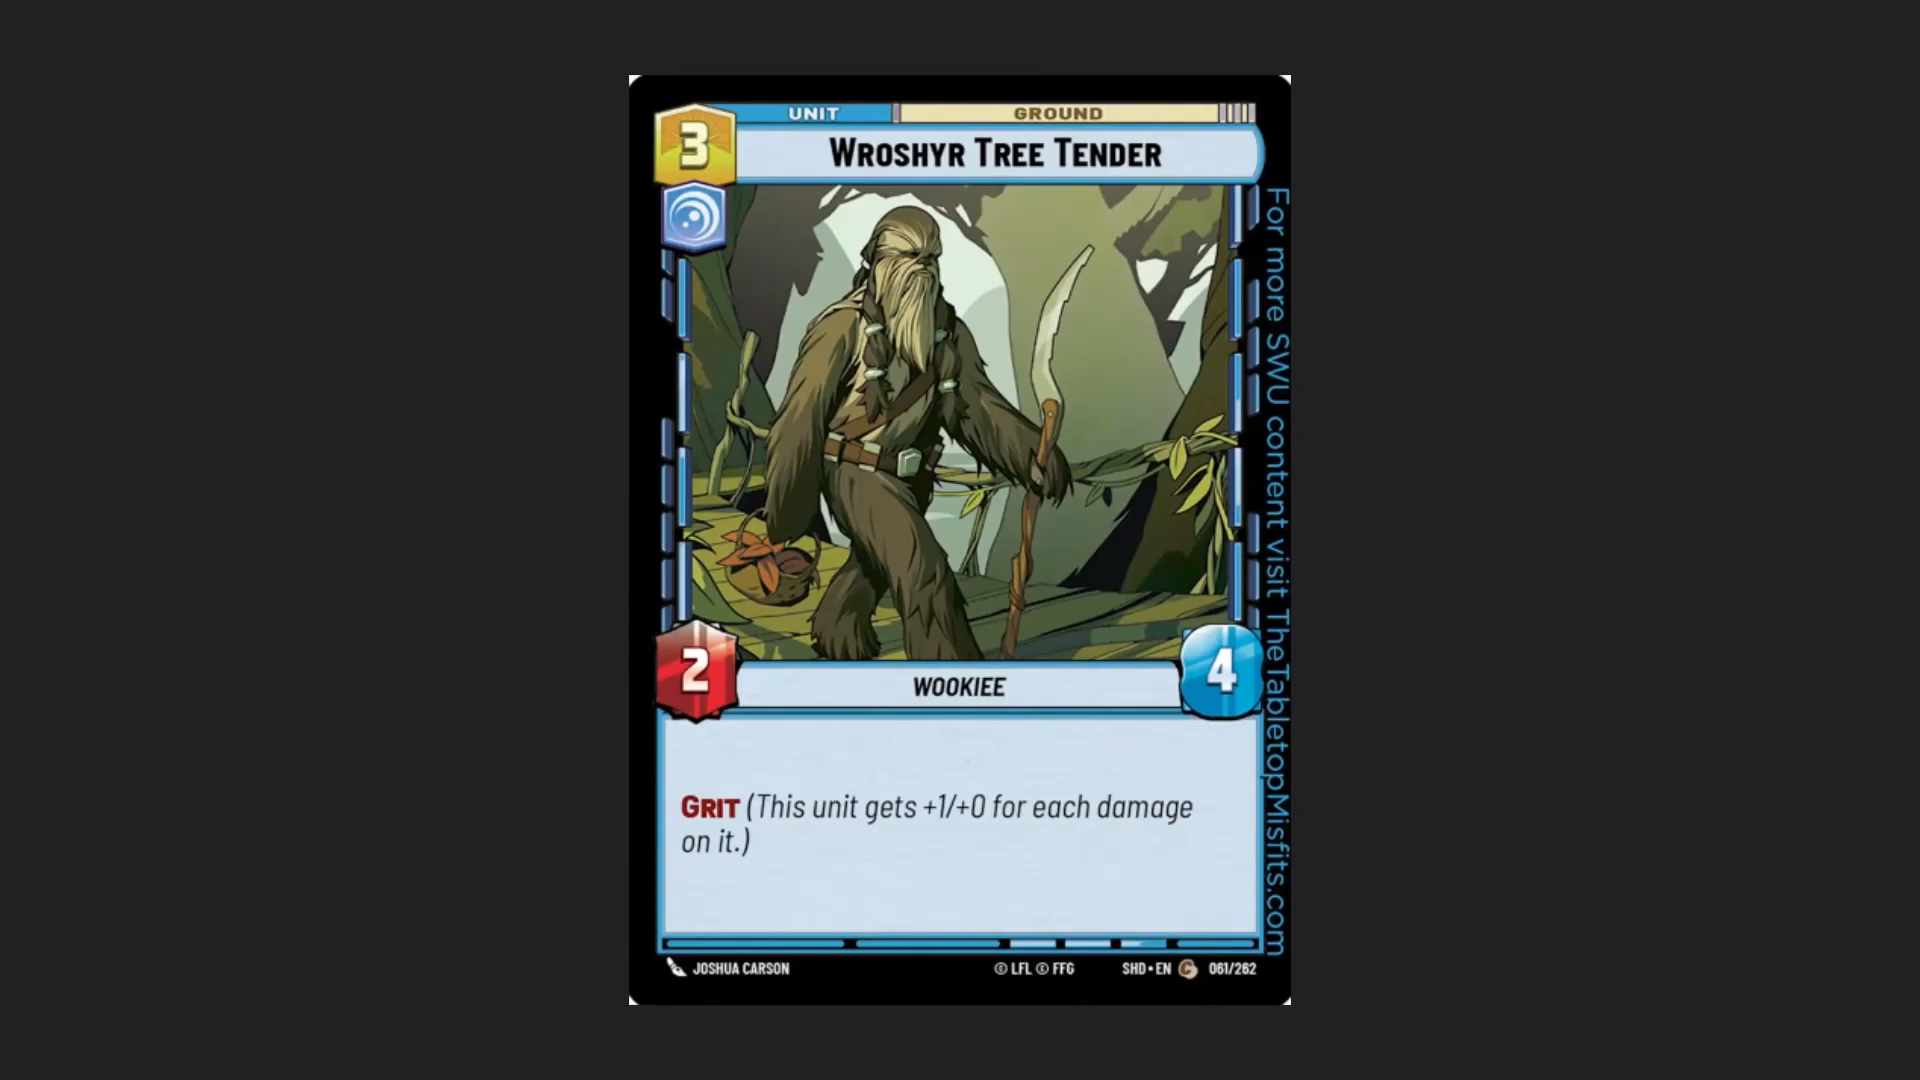 UNIT
GROUND
3
WROSHYR TREE TENDER
2
WOOKIEE
4
GRIT (This unit gets +1/+0 for each damage
on it.)
JOSHUA CARSON
© LFL © FFG
SHD • EN C 061/262
For more SWU content visit TheTabletopMisfits.com